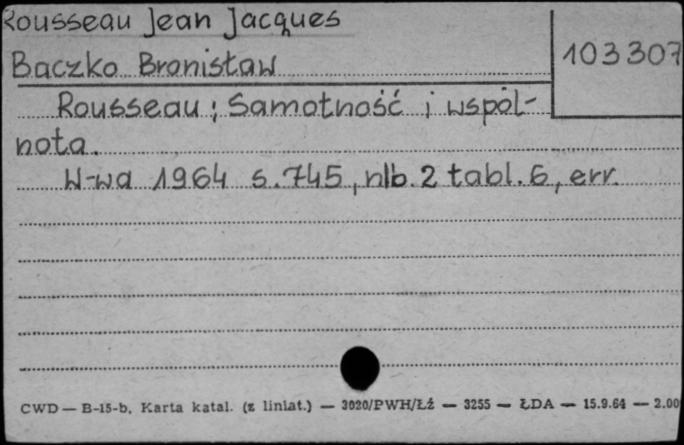 Rousseau Jean Jacques
Baczko Bronisław
103307
Rousseau: Samotność i wspól-
nota.
W-wa 1964 s.745, nlb.2 tabl.6, err.
CWD — B-15-b. Karta katal. (z liniat.) — 3020/PWH/Łź — 3255 — ŁDA — 15.9.64 — 2.00